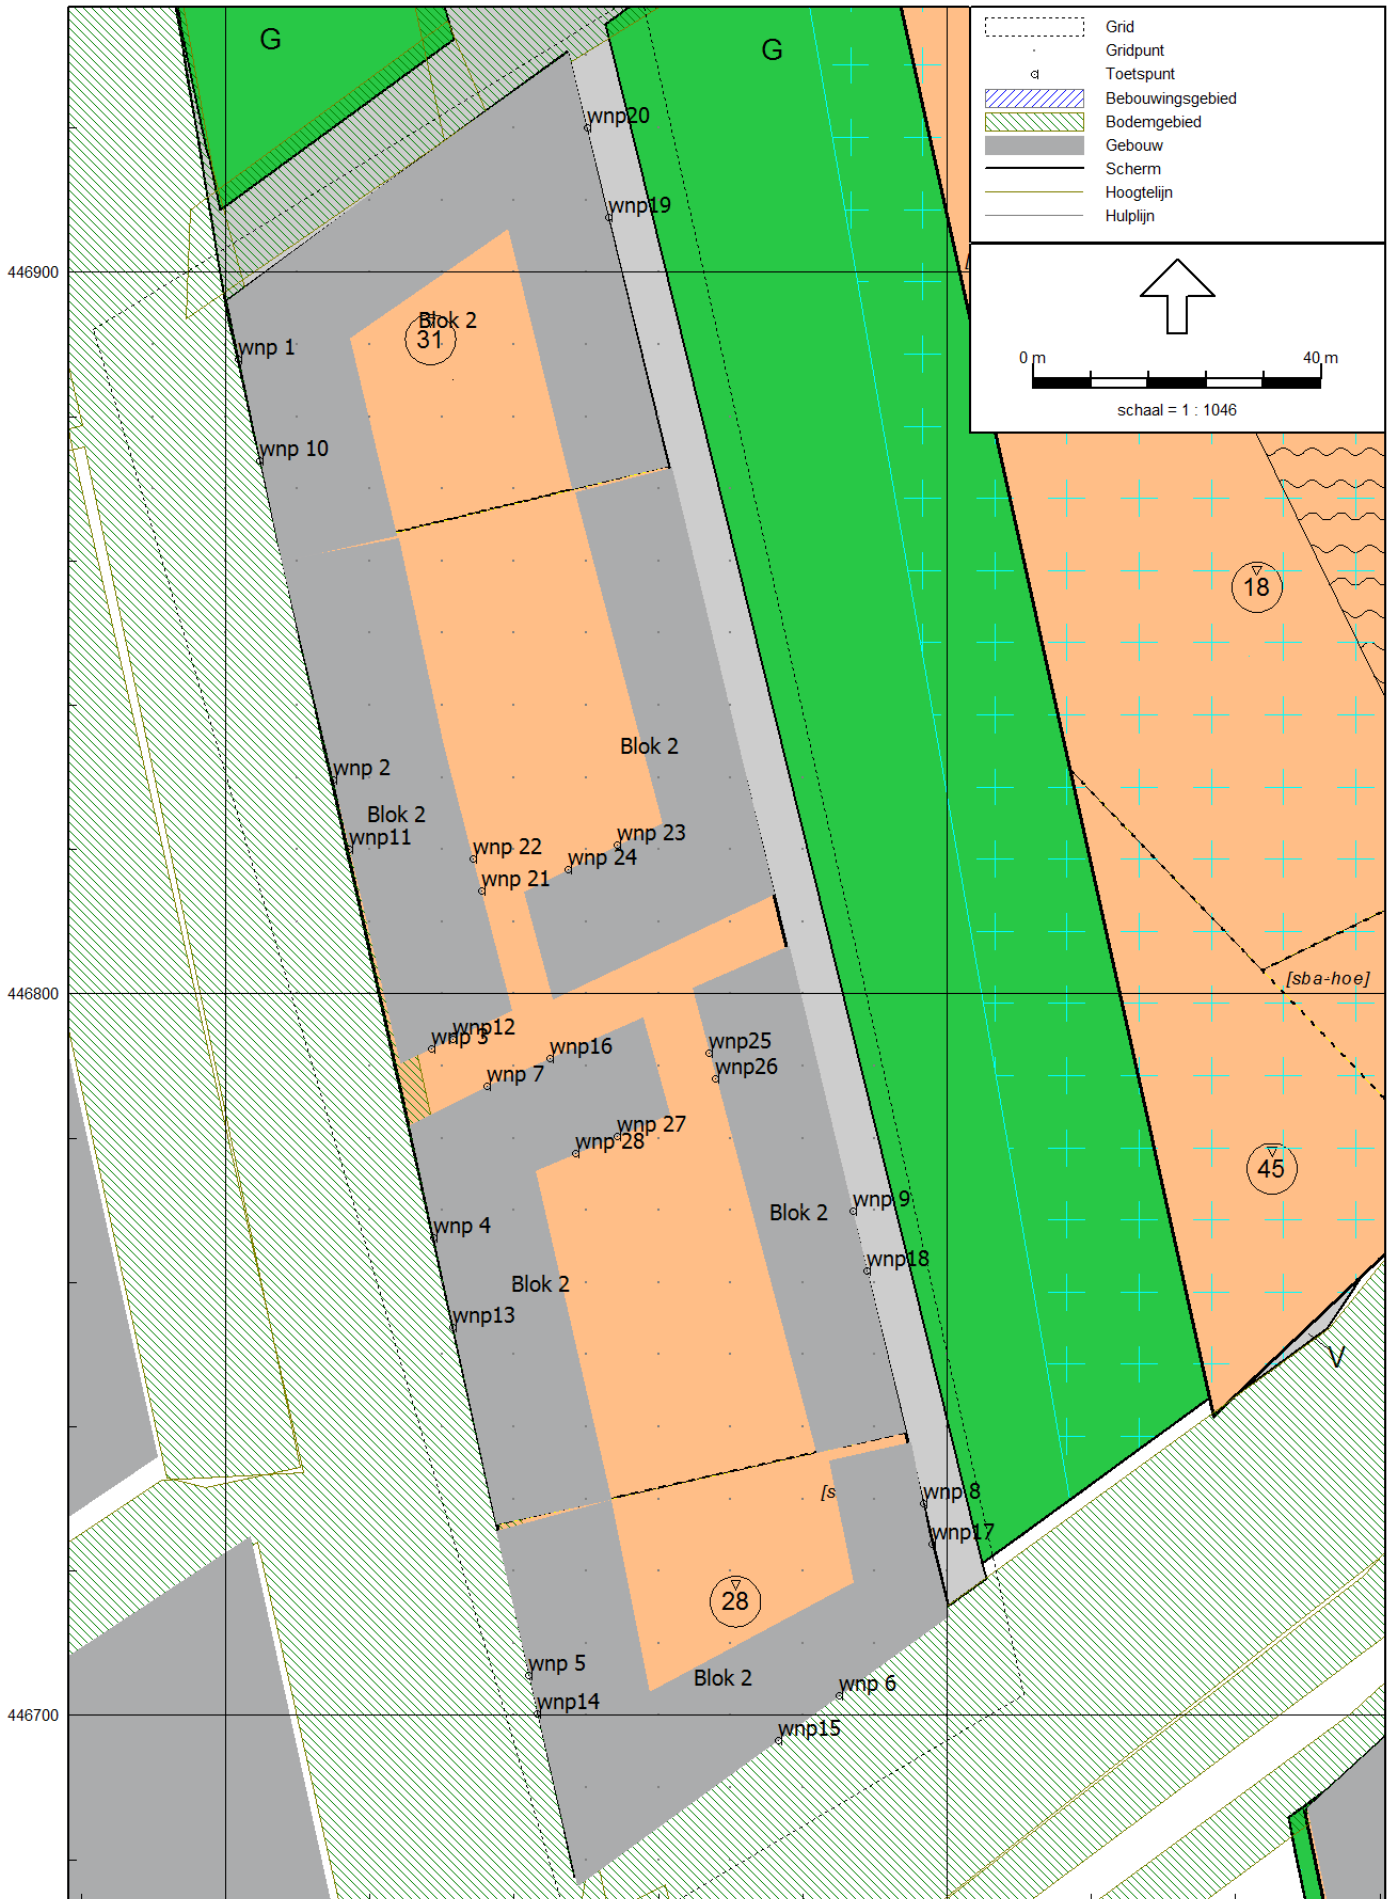 G
G
Grid
Gridpunt
Toetspunt
Bebouwingsgebied
Bodemgebied
Gebouw
Scherm
Hoogtelijn
Hulplijn
wnp20
wnp19
446900
0 m 40 m
schaal = 1 : 1046
Blok 2
31
wnp 1
wnp 10
18
Blok 2
wnp 2
Blok 2
wnp11
wnp 23
wnp 22
wnp 24
wnp 21
[sba-hoe]
446800
wnp12
wnp 3
wnp16
wnp25
wnp26
wnp 7
wnp 27
wnp 28
45
wnp 9
Blok 2
wnp 4
wnp18
Blok 2
wnp13
V
[s
wnp 8
wnp17
28
wnp 5
Blok 2
wnp 6
wnp14
446700
wnp15